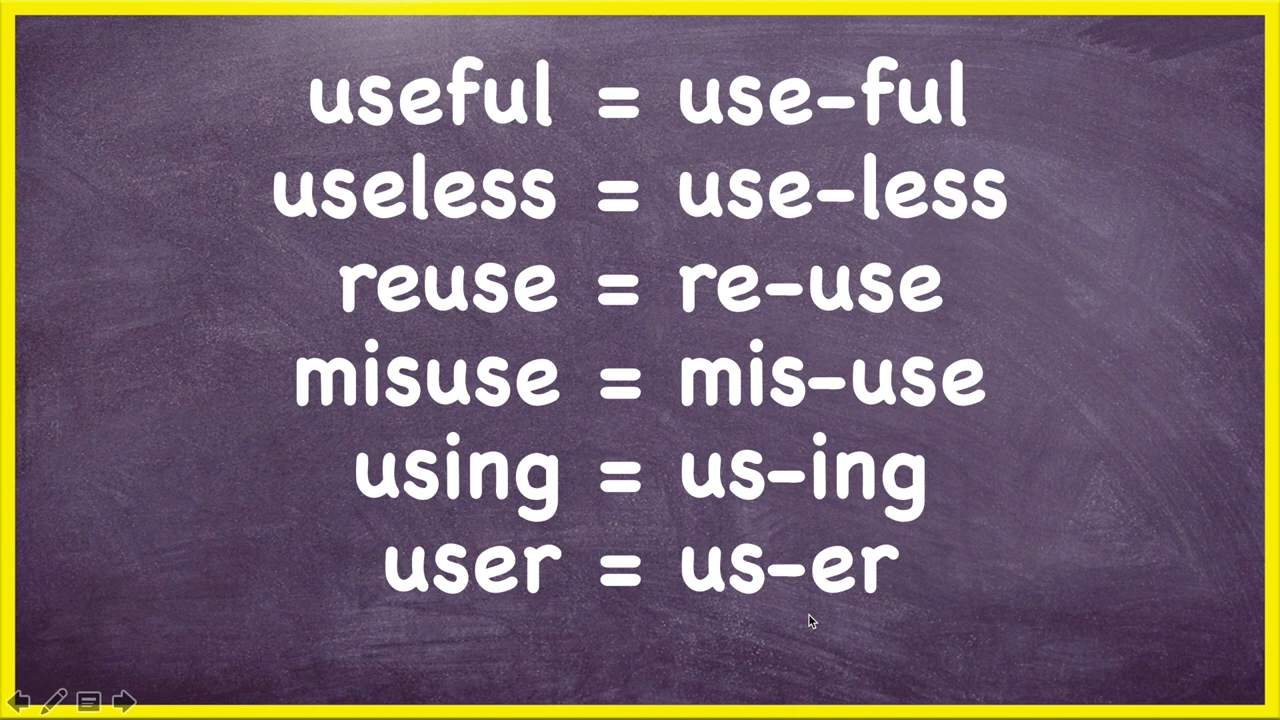 useful = use-ful
useless = use-less
reuse = re-use
misuse = mis-use
using = us-ing
user = us-er